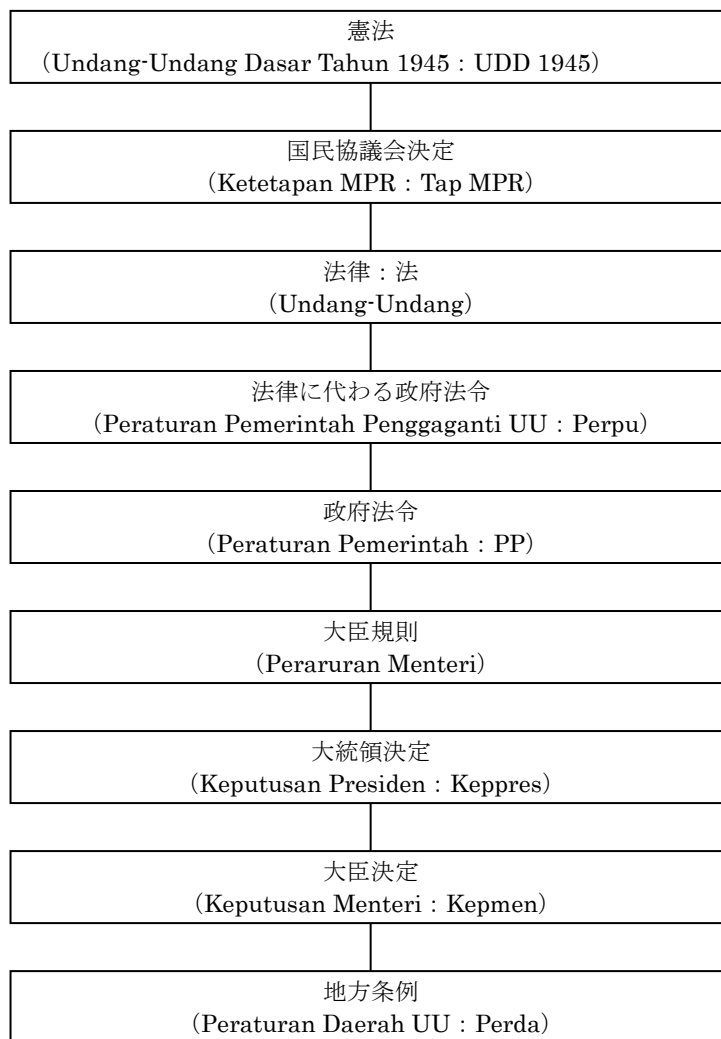 憲法
（Undang-Undang Dasar Tahun 1945：UDD 1945）
国民協議会決定
（Ketetapan MPR：Tap MPR）
法律：法
（Undang-Undang）
法律に代わる政府法令
（Peraturan Pemerintah Penggaganti UU：Perpu）
政府法令
（Peraturan Pemerintah：PP）
大臣規則
（Peraruran Menteri）
大統領決定
（Keputusan Presiden：Keppres）
大臣決定
（Keputusan Menteri：Kepmen）
地方条例
（Peraturan Daerah UU：Perda）